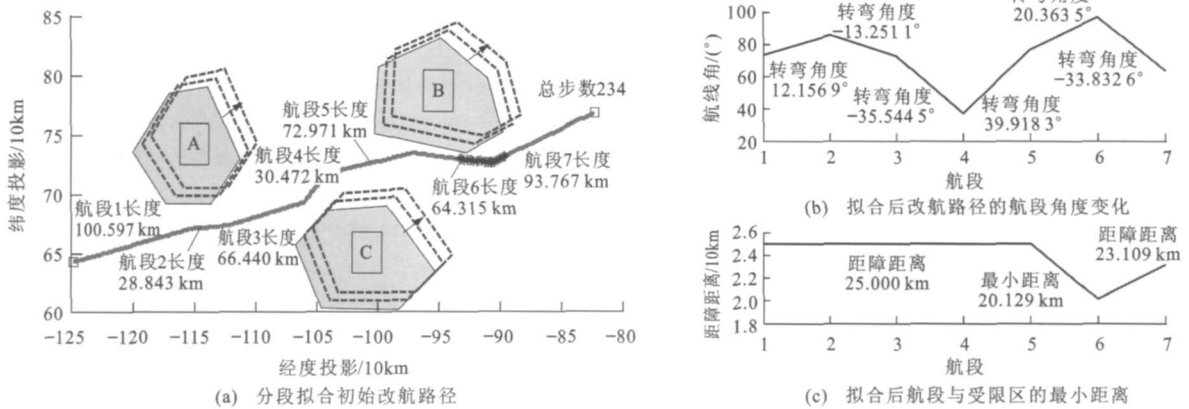 85
80
75
70
65
60
纬度投影/10km
A
B
C
总步数234
航段5长度
72.971 km
航段4长度
30.472 km
航段7长度
93.767 km
航段6长度
64.315 km
航段1长度
100.597 km
航段3长度
66.440 km
航段2长度
28.843 km
−125 −120 −115 −110 −105 −100 −95 −90 −85 −80
经度投影/10km
(a) 分段拟合初始改航路径
100
80
60
40
20
航线角/(°)
转弯角度
−13.251 1°
转弯角度
20.363 5°
转弯角度
12.156 9°
转弯角度
−35.544 5°
转弯角度
39.918 3°
转弯角度
−33.832 6°
1 2 3 4 5 6 7
航段
(b) 拟合后改航路径的航段角度变化
2.6
2.4
2.2
2.0
1.8
距障距离/10km
距障距离
25.000 km
最小距离
20.129 km
距障距离
23.109 km
1 2 3 4 5 6 7
航段
(c) 拟合后航段与受限区的最小距离